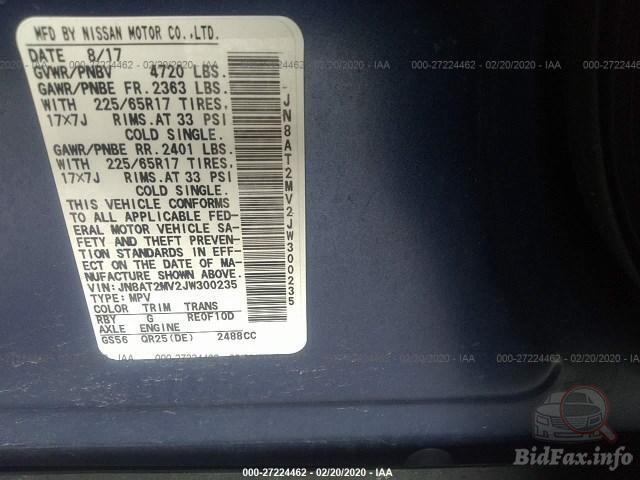 MFD BY NISSAN MOTOR CO.,LTD.
DATE 8/17
GVWR/PNBV 4720 LBS.
GAWR/PNBE FR.2363 LBS.
WITH 225/65R17 TIRES,
17×7J RIMS.AT 33 PSI
COLD SINGLE.
GAWR/PNBE RR.2401 LBS.
WITH 225/65R17 TIRES,
17×7J RIMS.AT 33 PSI
COLD SINGLE.
THIS VEHICLE CONFORMS
TO ALL APPLICABLE FED-
ERAL MOTOR VEHICLE SA-
FETY AND THEFT PREVEN-
TION STANDARDS IN EFF-
ECT ON THE DATE OF MA-
NUFACTURE SHOWN ABOVE.
VIN: JN8AT2MV2JW300235
TYPE: MPV
COLOR TRIM TRANS
RBY G RE0F10D
AXLE ENGINE
GS56 QR25(DE) 2488CC
-JN8AT2MV2JW300235
000-27224462 - 02/20/2020 - IAA
BidFax.info